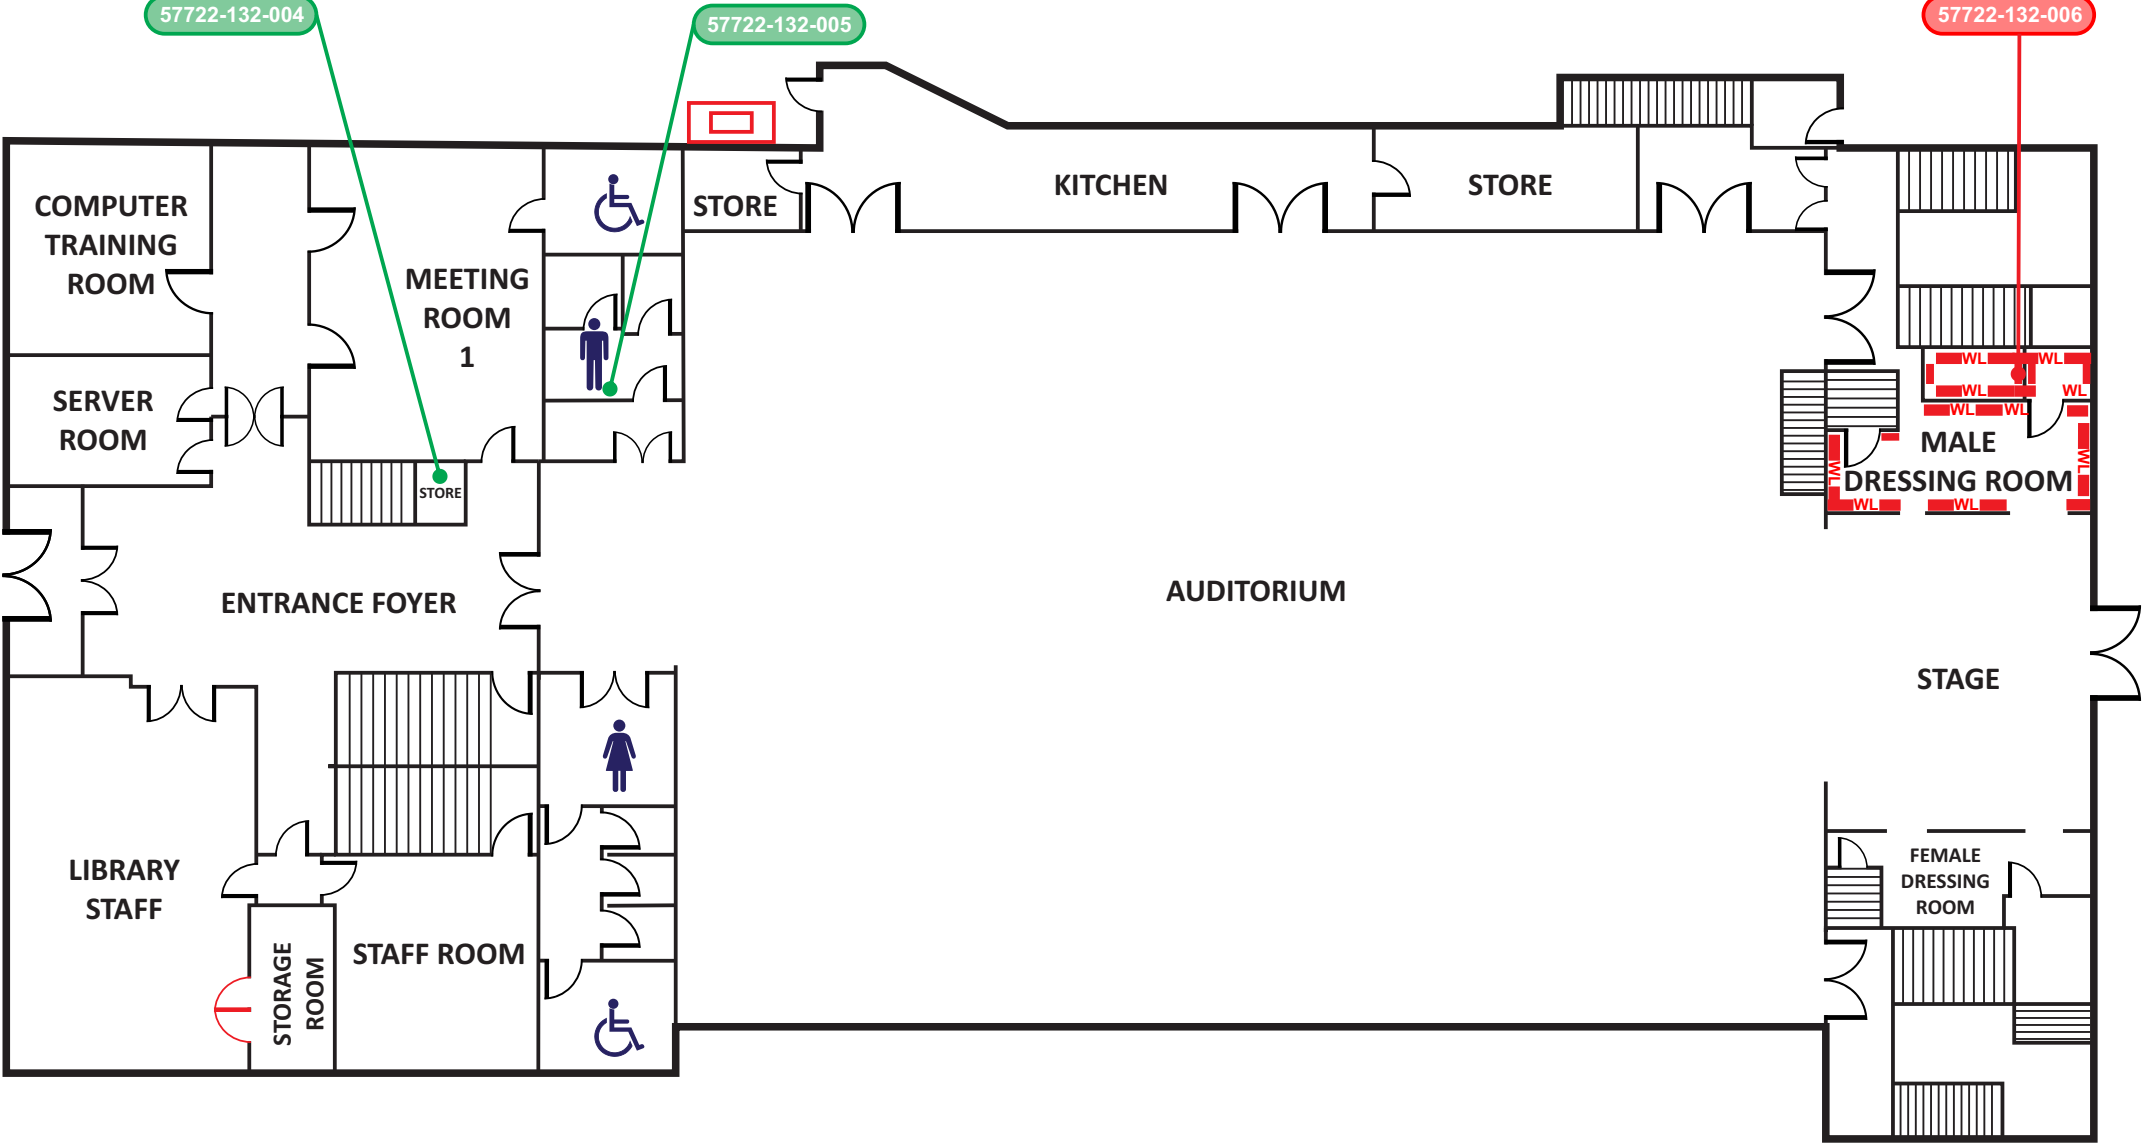 57722-132-004
57722-132-005
57722-132-006
COMPUTER
TRAINING
ROOM
MEETING
ROOM
1
STORE
KITCHEN
STORE
SERVER
ROOM
STORE
WL
WL
WL
WL
WL
WL
MALE
DRESSING ROOM
WL
WL
WL
WL
ENTRANCE FOYER
AUDITORIUM
STAGE
LIBRARY
STAFF
STORAGE
ROOM
STAFF ROOM
FEMALE
DRESSING
ROOM